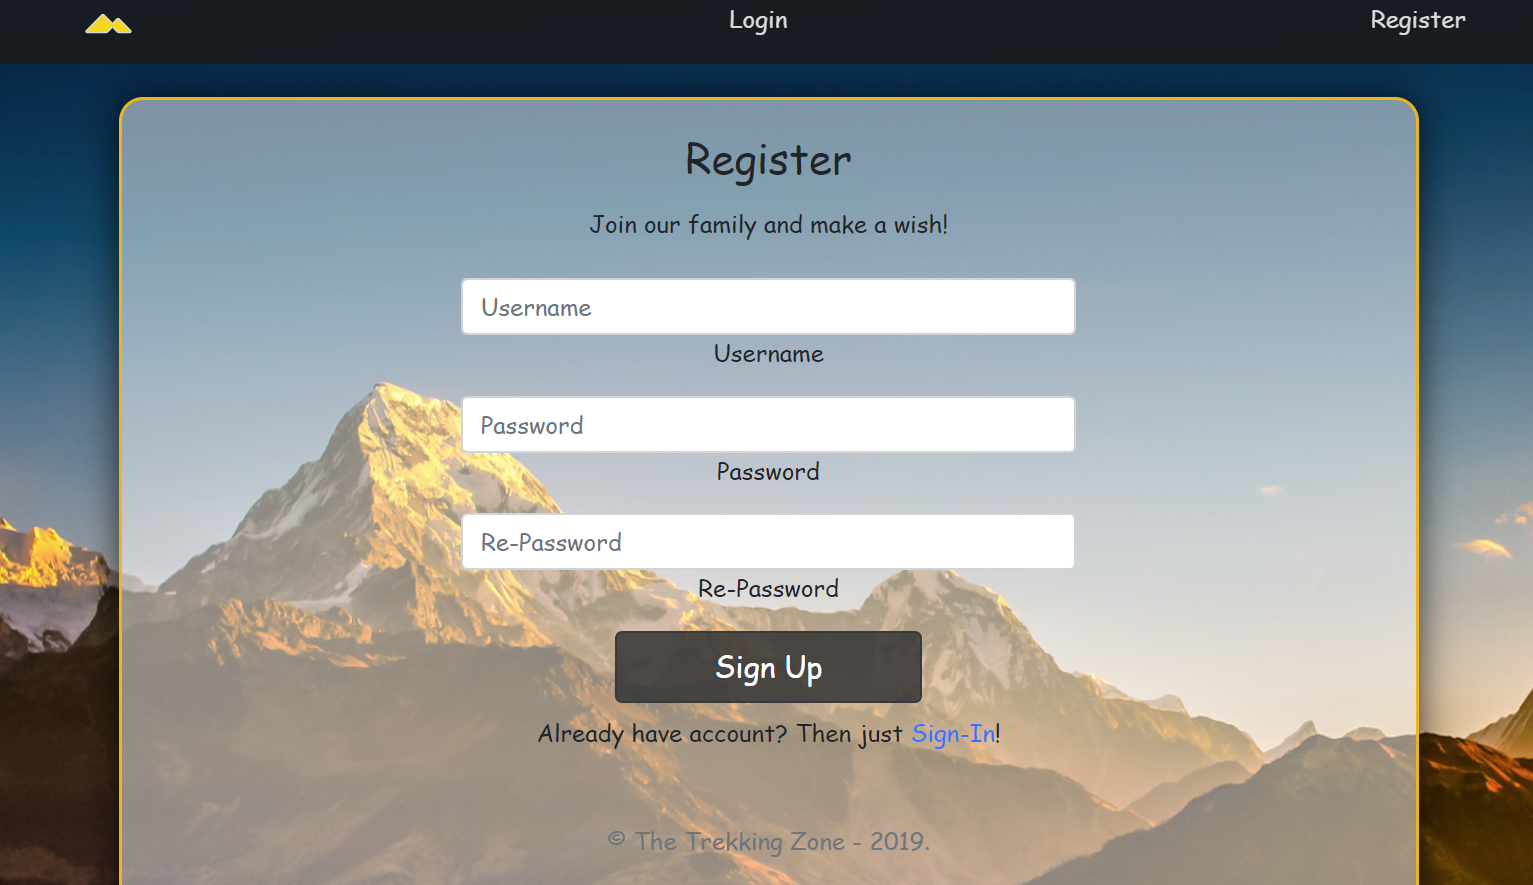 Login
Register
Register
Join our family and make a wish!
Username
Username
Password
Password
Re-Password
Re-Password
Sign Up
Already have account? Then just Sign-In!
© The Trekking Zone - 2019.